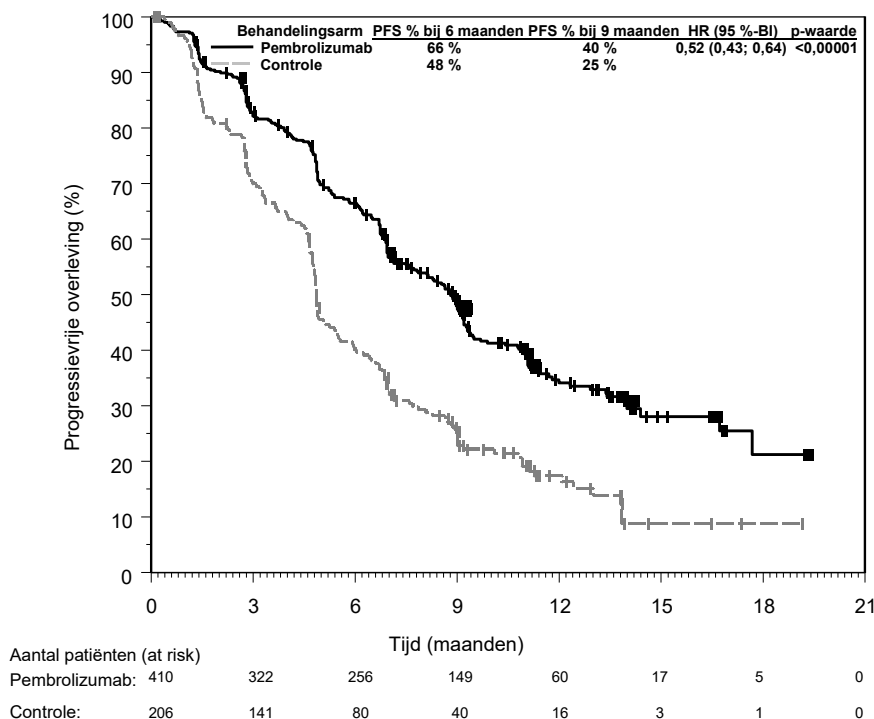 Behandelingsarm PFS % bij 6 maanden PFS % bij 9 maanden HR (95 %-BI) p-waarde
Pembrolizumab 66 % 40 % 0,52 (0,43; 0,64) <0,00001
Controle 48 % 25 %
Progressievrije overleving (%)
100
90
80
70
60
50
40
30
20
10
0
0 3 6 9 12 15 18 21
Tijd (maanden)
Aantal patiënten (at risk)
Pembrolizumab: 410 322 256 149 60 17 5 0
Controle: 206 141 80 40 16 3 1 0